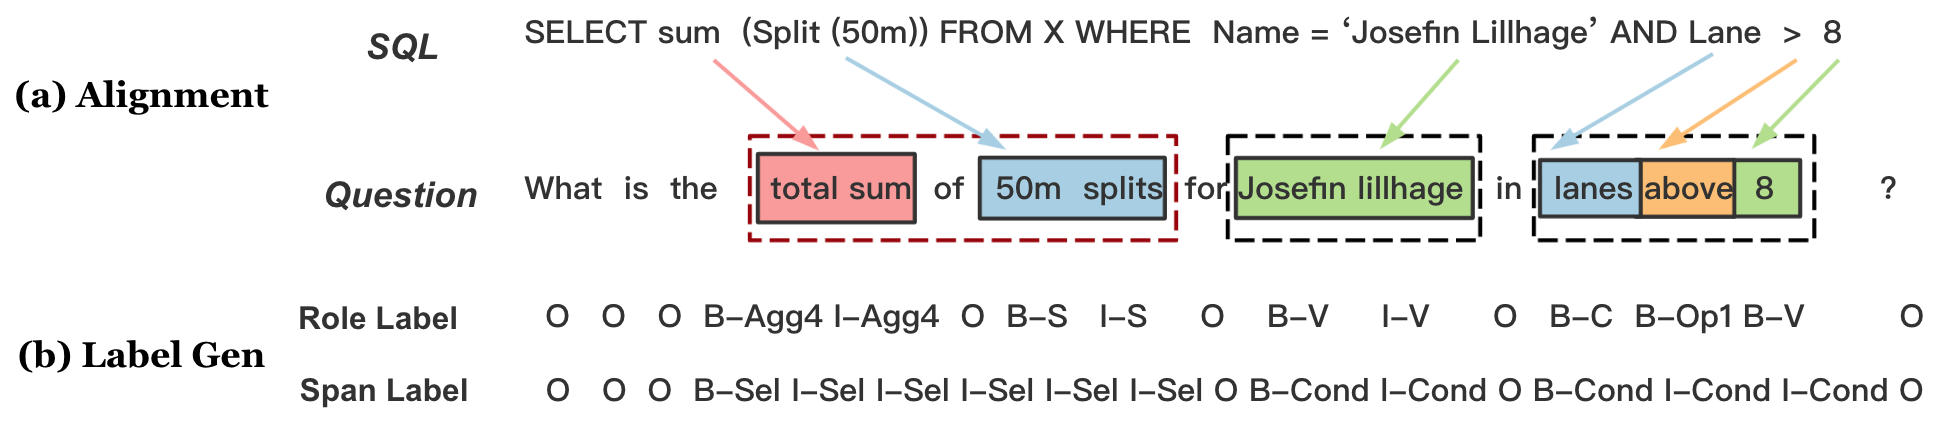 SQL SELECT sum (Split (50m)) FROM X WHERE Name = ‘Josefin Lillhage’ AND Lane > 8
(a) Alignment
Question What is the total sum of 50m splits for Josefin lillhage in lanes above 8 ?
Role Label O O O B–Agg4 I–Agg4 O B–S I–S O B–V I–V O B–C B–Op1 B–V O
(b) Label Gen
Span Label O O O B–Sel I–Sel I–Sel I–Sel I–Sel I–Sel O B–Cond I–Cond O B–Cond I–Cond I–Cond O